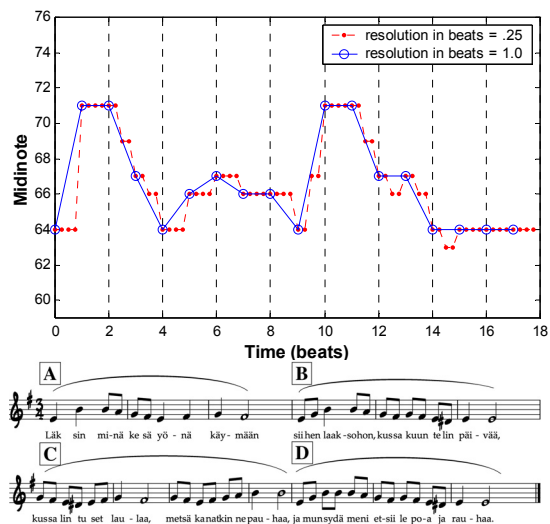 76
74
72
70
68
66
64
62
60
Midinote
resolution in beats = .25
resolution in beats = 1.0
0 2 4 6 8 10 12 14 16 18
Time (beats)
A B
3 4
Läk sin mi-nä ke sä yö - nä käy-mään sii hen laak-sohon, kussa kuun te lin päi-vää,
C D
kussa lin tu set lau-laa, metsä kanatkin ne pau-haa, ja munsydä meni et-sii le po-a ja rau-haa.